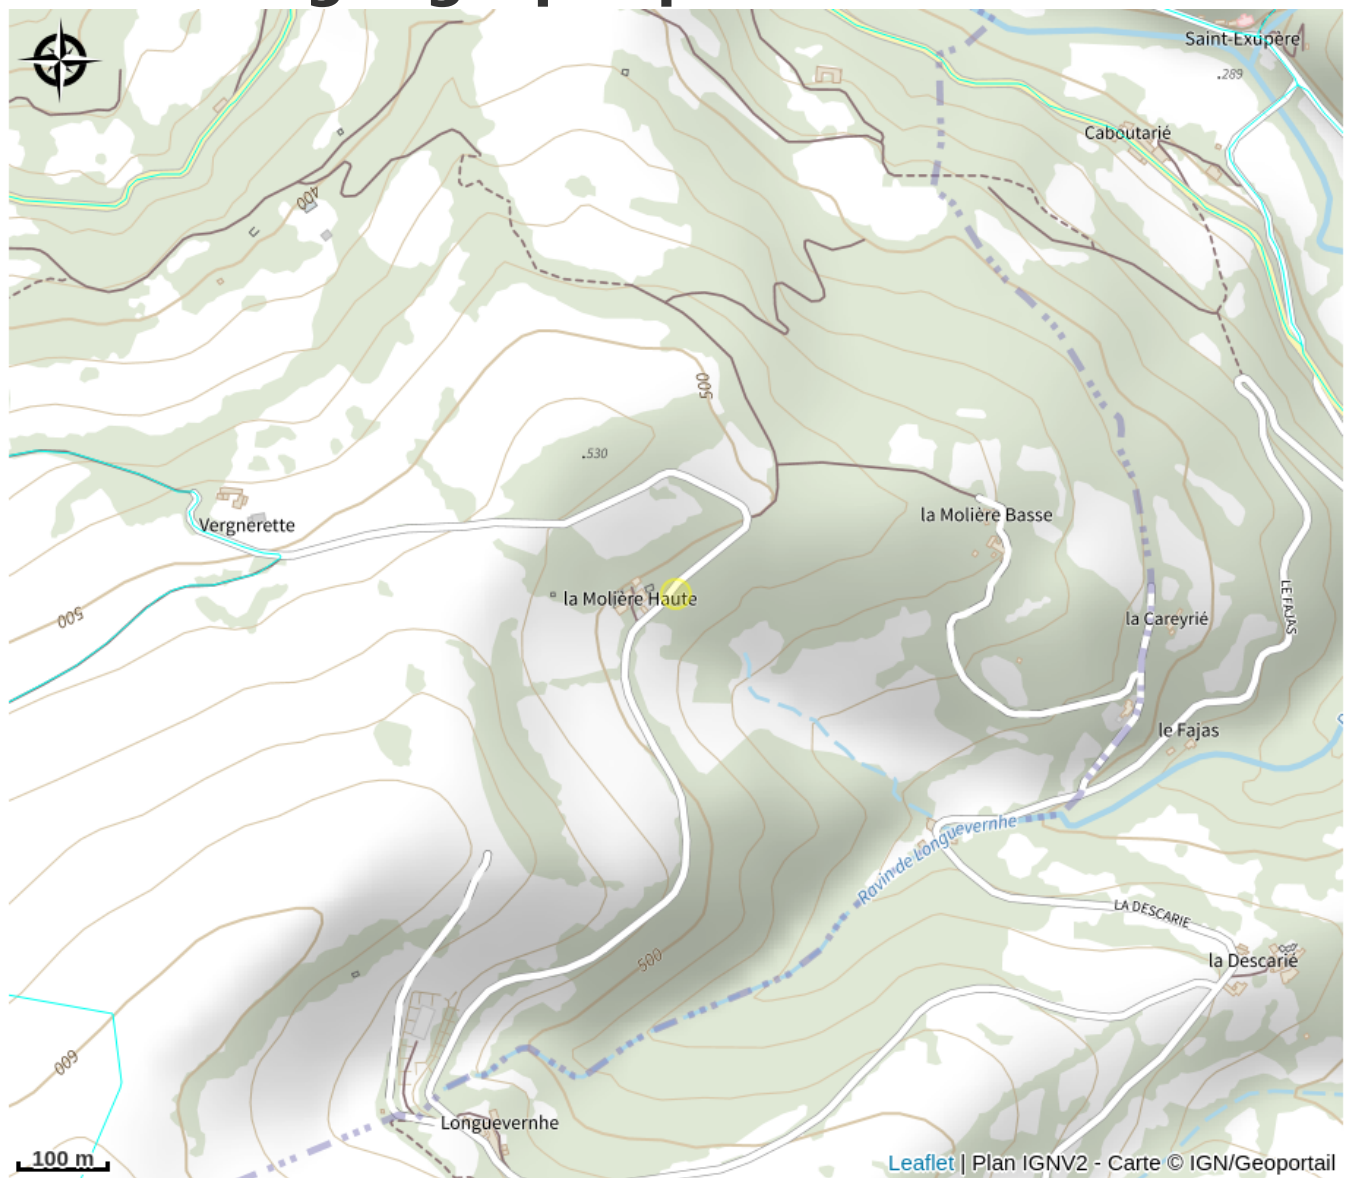 Saint-Exupère
.289
Caboutarié
400
500
.530
la Molière Basse
Vergnerette
la Molière Haute
LE FAJAS
500
la Careyrié
le Fajas
Ravin de Longuevernhe
LA DESCARIE
500
la Descarié
600
Longuevernhe
100 m
Leaflet | Plan IGNV2 - Carte © IGN/Geoportail